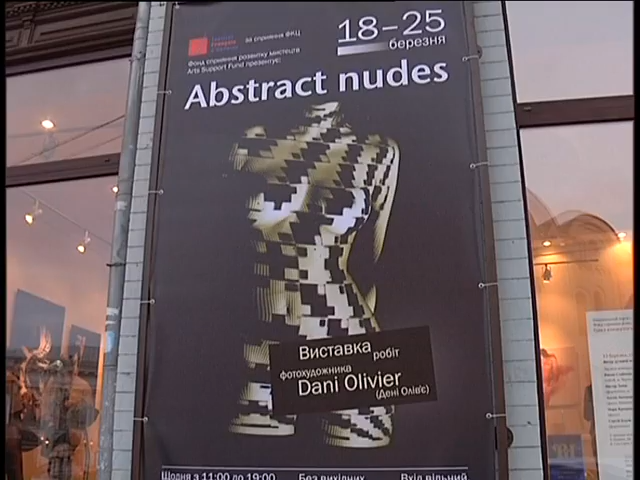 за сприяння ФКЦ
18–25
березня
Фонд сприяння розвитку мистецтв
Arts Support Fund презентує:
Abstract nudes
Виставка робіт
фотохудожника
Dani Olivier
(Дені Олів'є)
Щодня з 11:00 до 19:00 Без вихідних Вхід вільний